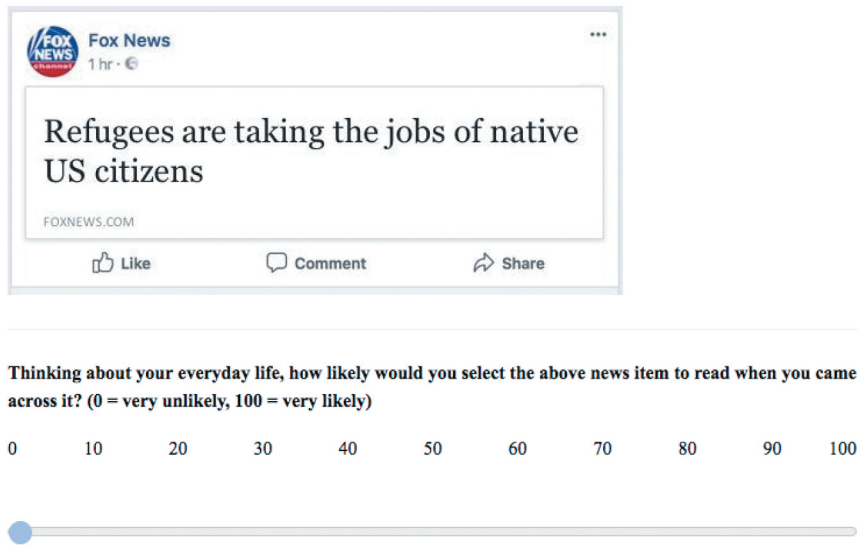 FOX
NEWS
channel
Fox News
1 hr ·
Refugees are taking the jobs of native
US citizens
FOXNEWS.COM
Like Comment Share
Thinking about your everyday life, how likely would you select the above news item to read when you came
across it? (0 = very unlikely, 100 = very likely)
0 10 20 30 40 50 60 70 80 90 100